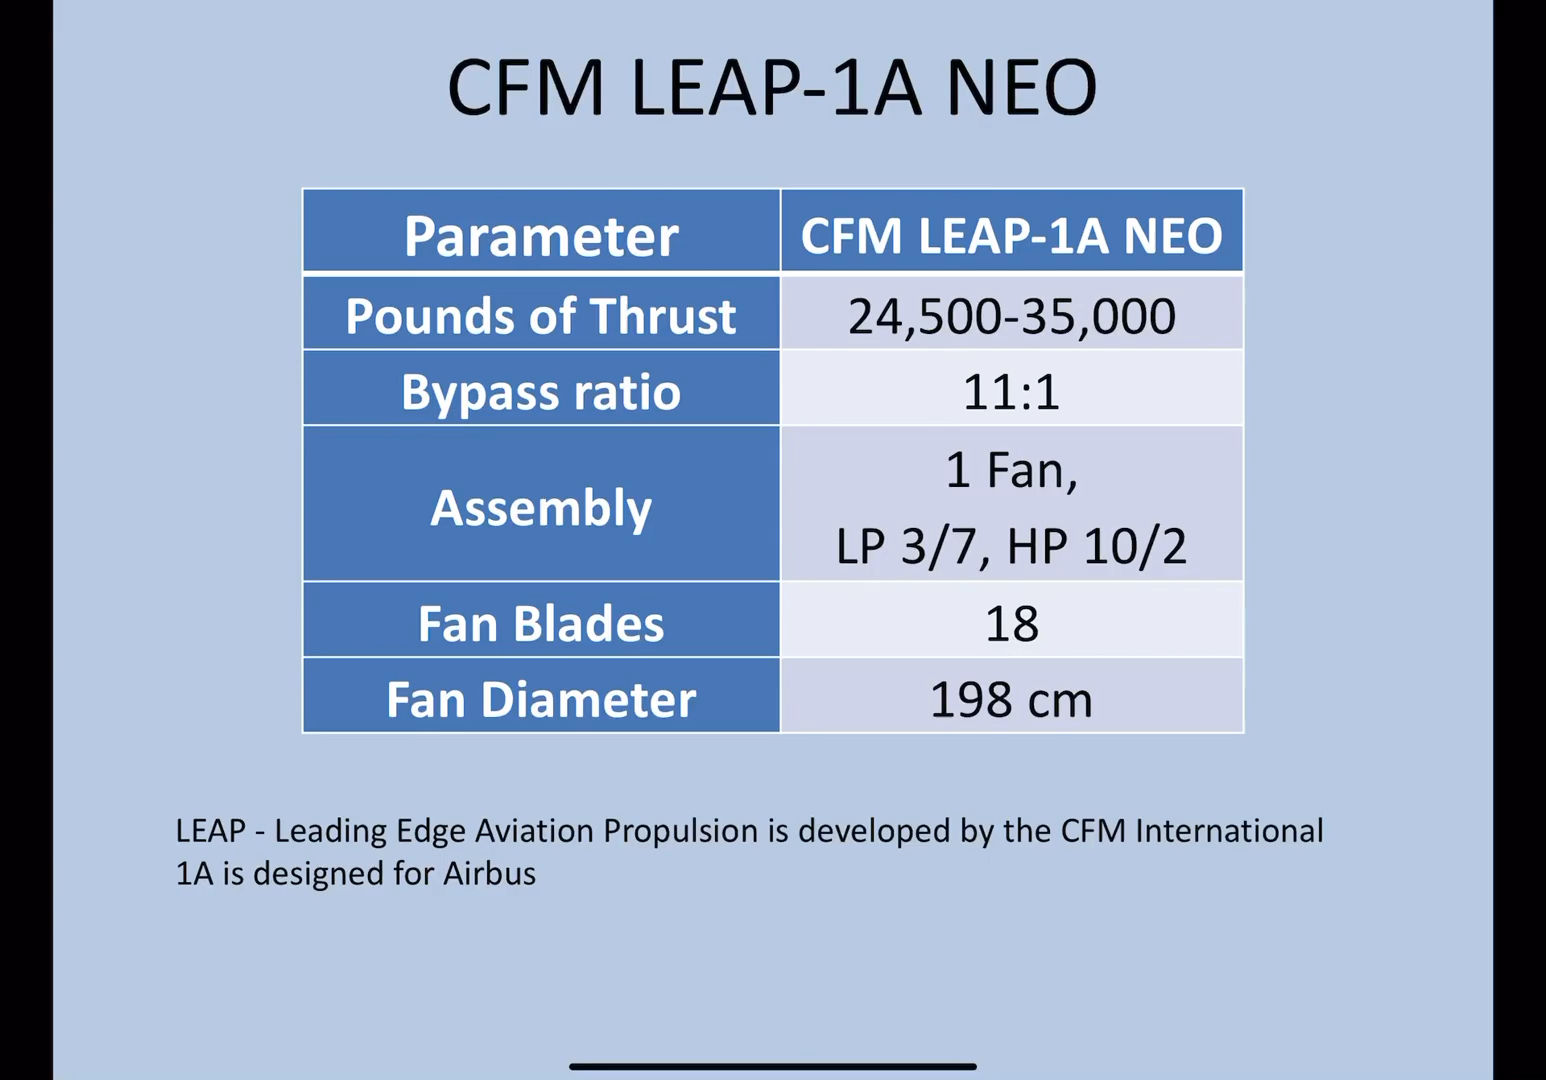 CFM LEAP-1A NEO
Parameter CFM LEAP-1A NEO
Pounds of Thrust 24,500-35,000
Bypass ratio 11:1
Assembly 1 Fan,
LP 3/7, HP 10/2
Fan Blades 18
Fan Diameter 198 cm
LEAP - Leading Edge Aviation Propulsion is developed by the CFM International
1A is designed for Airbus